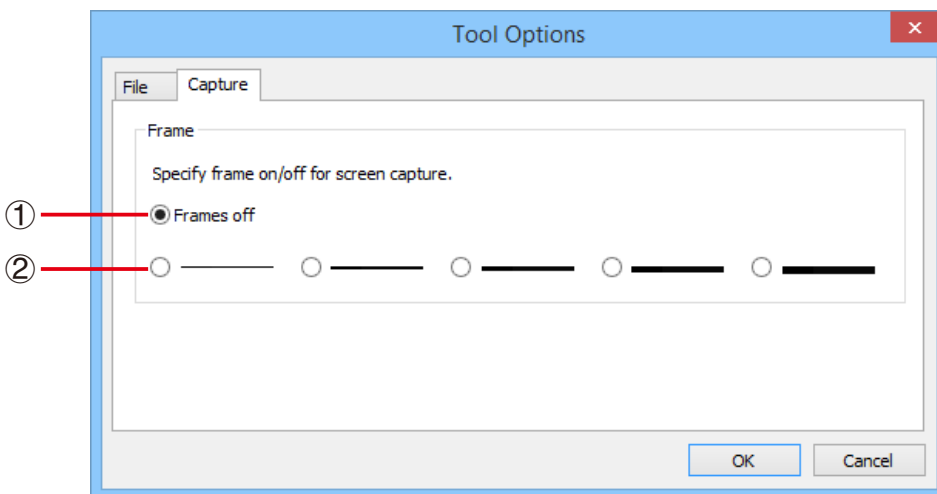 Tool Options
File Capture
Frame
Specify frame on/off for screen capture.
① Frames off
②
OK Cancel